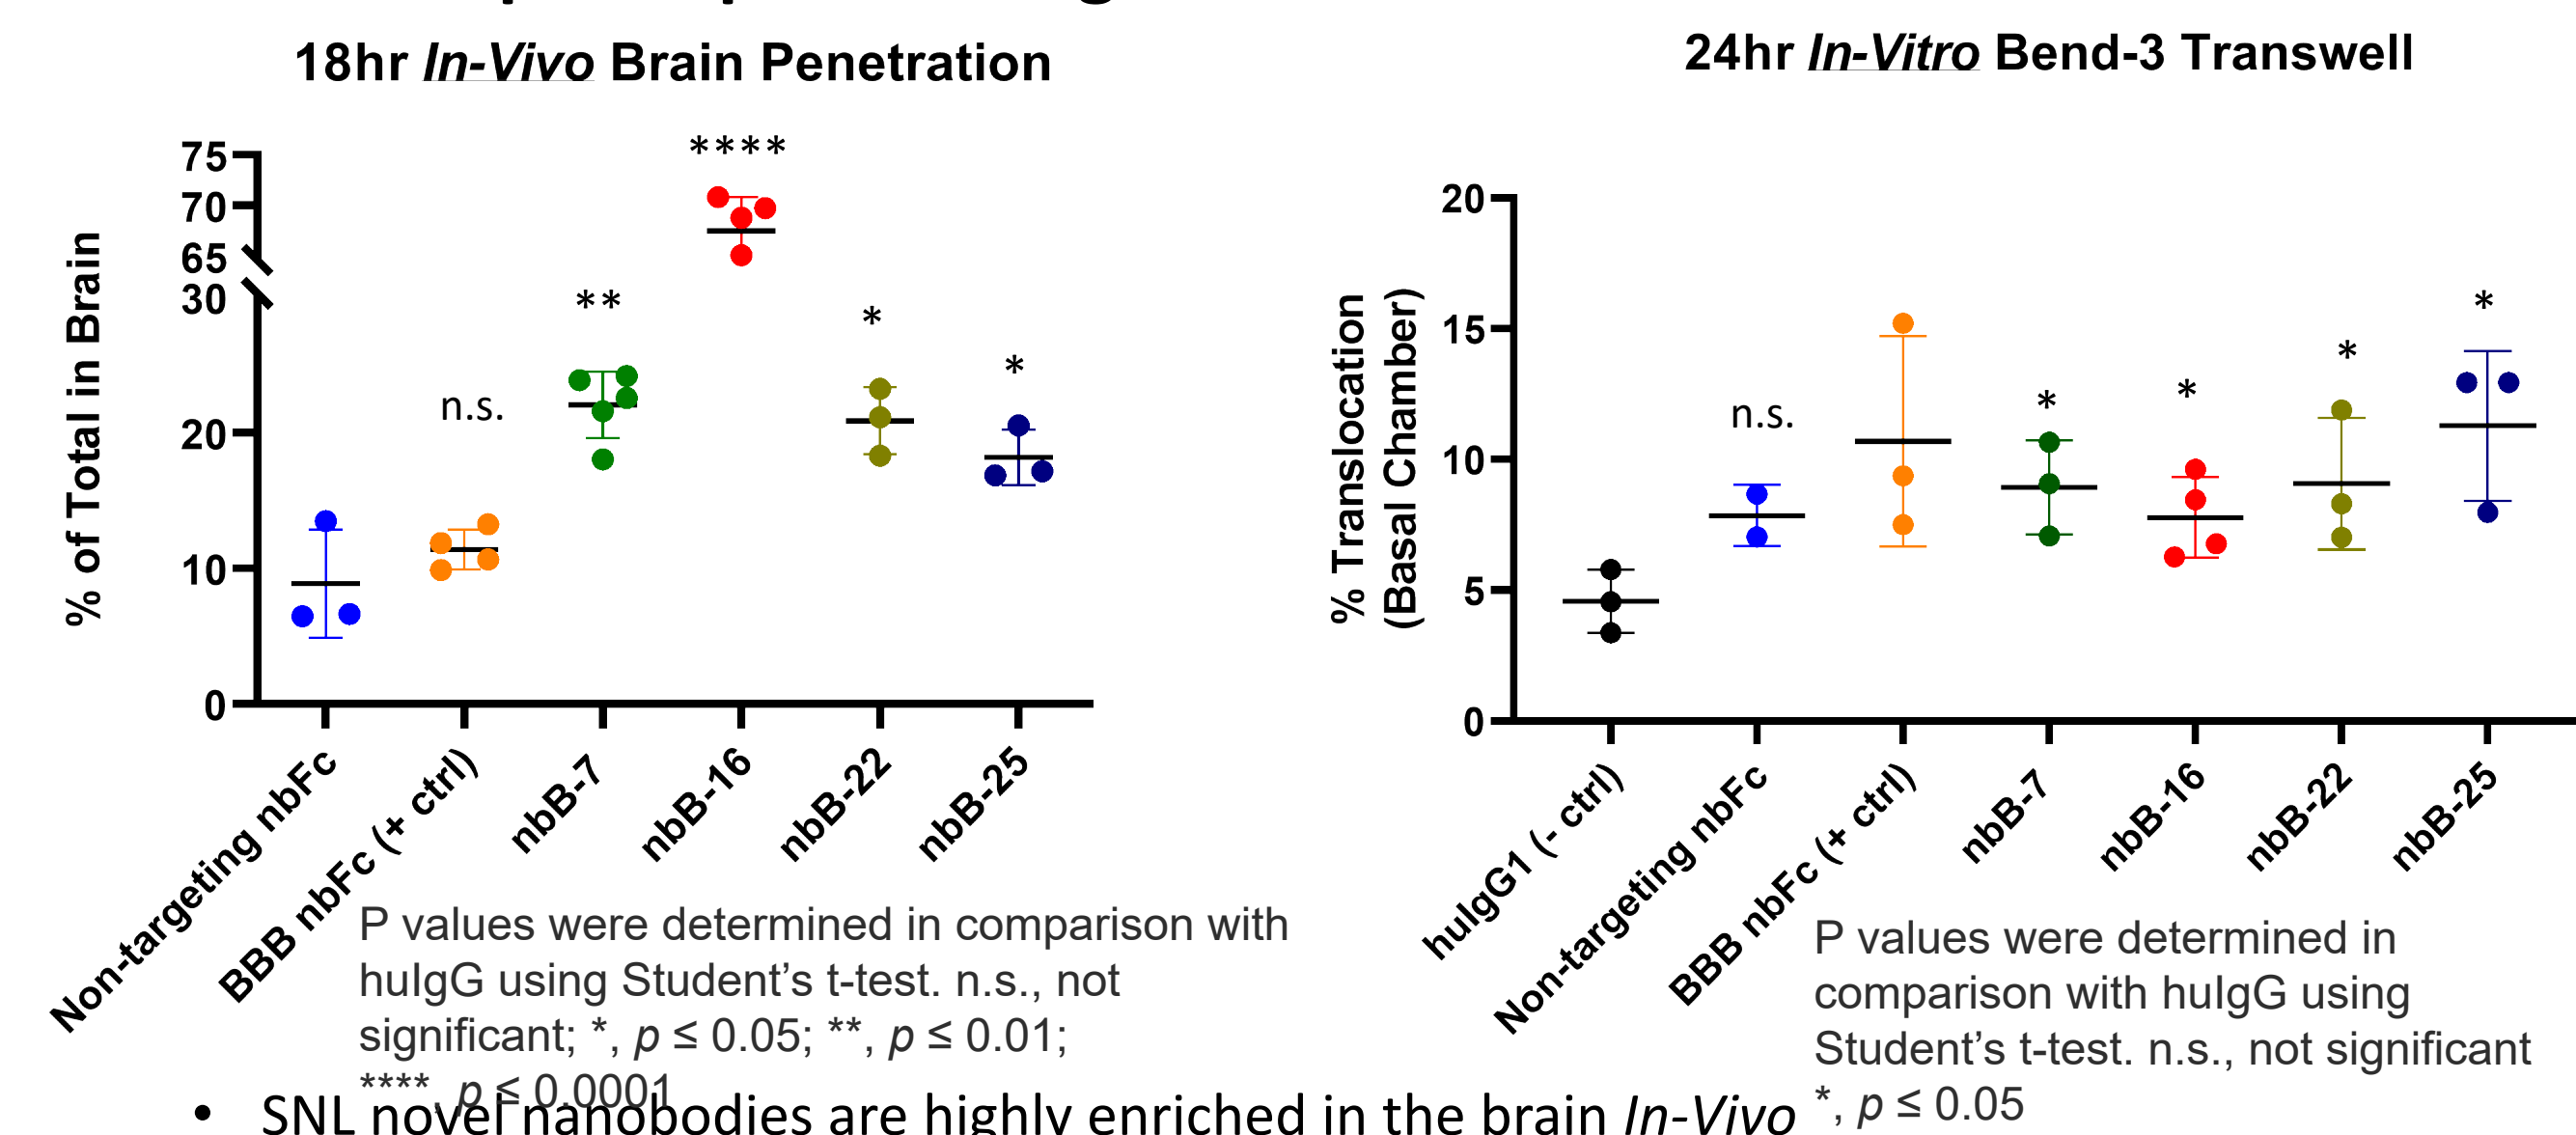 18hr In-Vivo Brain Penetration
% of Total in Brain
75
70
65
30
20
10
0
n.s.
**
****
*
*
Non-targeting nbFc
BBB nbFc (+ ctrl)
nbB-7
nbB-16
nbB-22
nbB-25
P values were determined in comparison with
huIgG using Student’s t-test. n.s., not
significant; *, p ≤ 0.05; **, p ≤ 0.01;
****, p ≤ 0.0001
24hr In-Vitro Bend-3 Transwell
% Translocation
(Basal Chamber)
20
15
10
5
0
n.s.
*
*
*
*
huIgG1 (- ctrl)
Non-targeting nbFc
BBB nbFc (+ ctrl)
nbB-7
nbB-16
nbB-22
nbB-25
P values were determined in
comparison with huIgG using
Student’s t-test. n.s., not significant
*, p ≤ 0.05
• SNL novel nanobodies are highly enriched in the brain In-Vivo